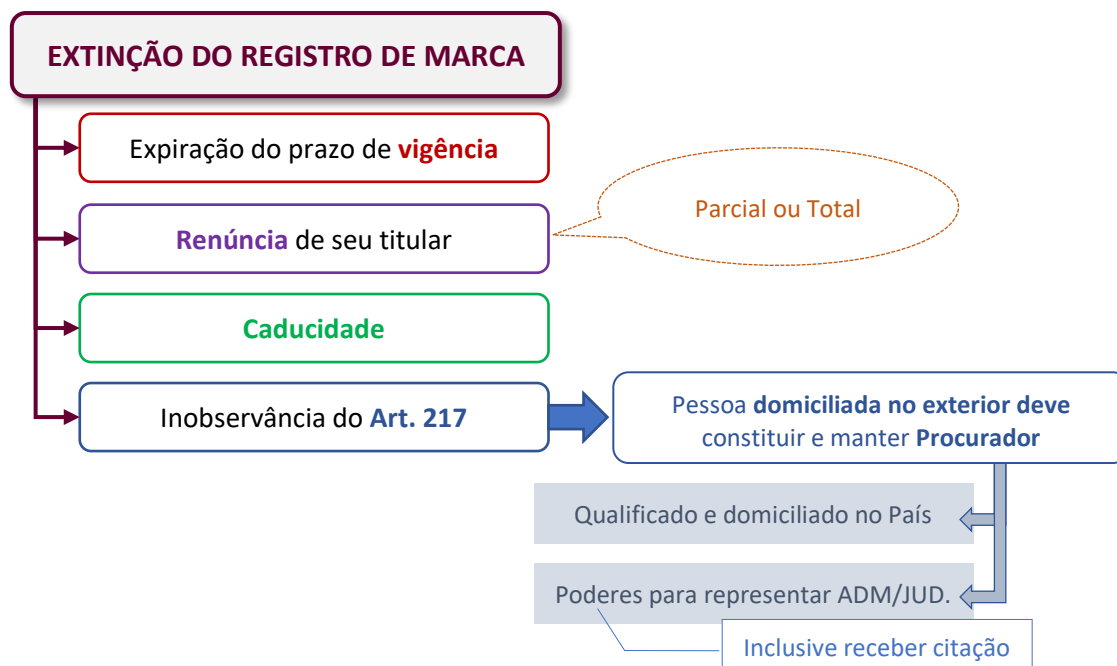 EXTINÇÃO DO REGISTRO DE MARCA
Expiração do prazo de vigência
Renúncia de seu titular
Parcial ou Total
Caducidade
Inobservância do Art. 217
Pessoa domiciliada no exterior deve
constituir e manter Procurador
Qualificado e domiciliado no País
Poderes para representar ADM/JUD.
Inclusive receber citação